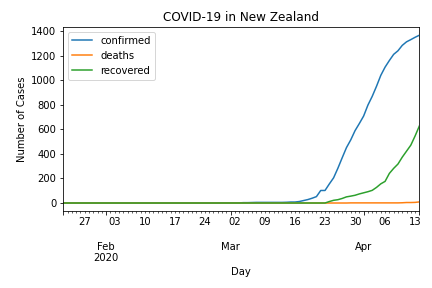 COVID-19 in New Zealand
confirmed
deaths
recovered
Number of Cases
1400
1200
1000
800
600
400
200
0
27 03 10 17 24 02 09 16 23 30 06 13
Feb Mar Apr
2020
Day